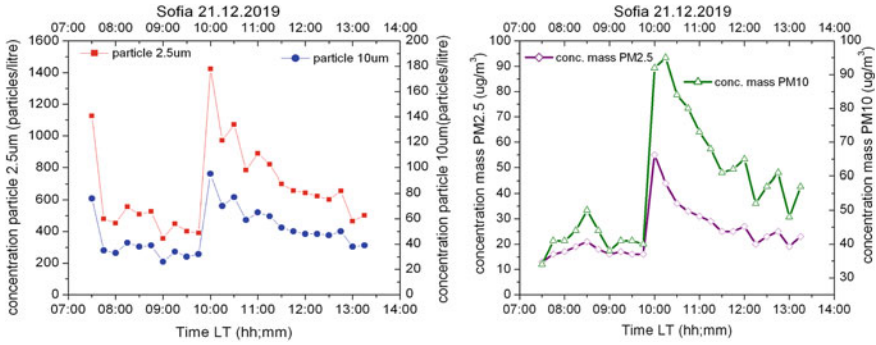 Sofia 21.12.2019
07:00 08:00 09:00 10:00 11:00 12:00 13:00 14:00
1600
1400
1200
1000
800
600
400
200
0
concentration particle 2.5um (particles/litre)
particle 2.5um
particle 10um
200
180
160
140
120
100
80
60
40
20
0
concentration particle 10um(particles/litre)
07:00 08:00 09:00 10:00 11:00 12:00 13:00 14:00
Time LT (hh;mm)
Sofia 21.12.2019
07:00 08:00 09:00 10:00 11:00 12:00 13:00 14:00
100
90
80
70
60
50
40
30
20
10
0
concentration mass PM2.5 (ug/m³)
conc. mass PM2.5
conc. mass PM10
100
90
80
70
60
50
40
30
concentration mass PM10 (ug/m³)
07:00 08:00 09:00 10:00 11:00 12:00 13:00 14:00
Time LT (hh;mm)